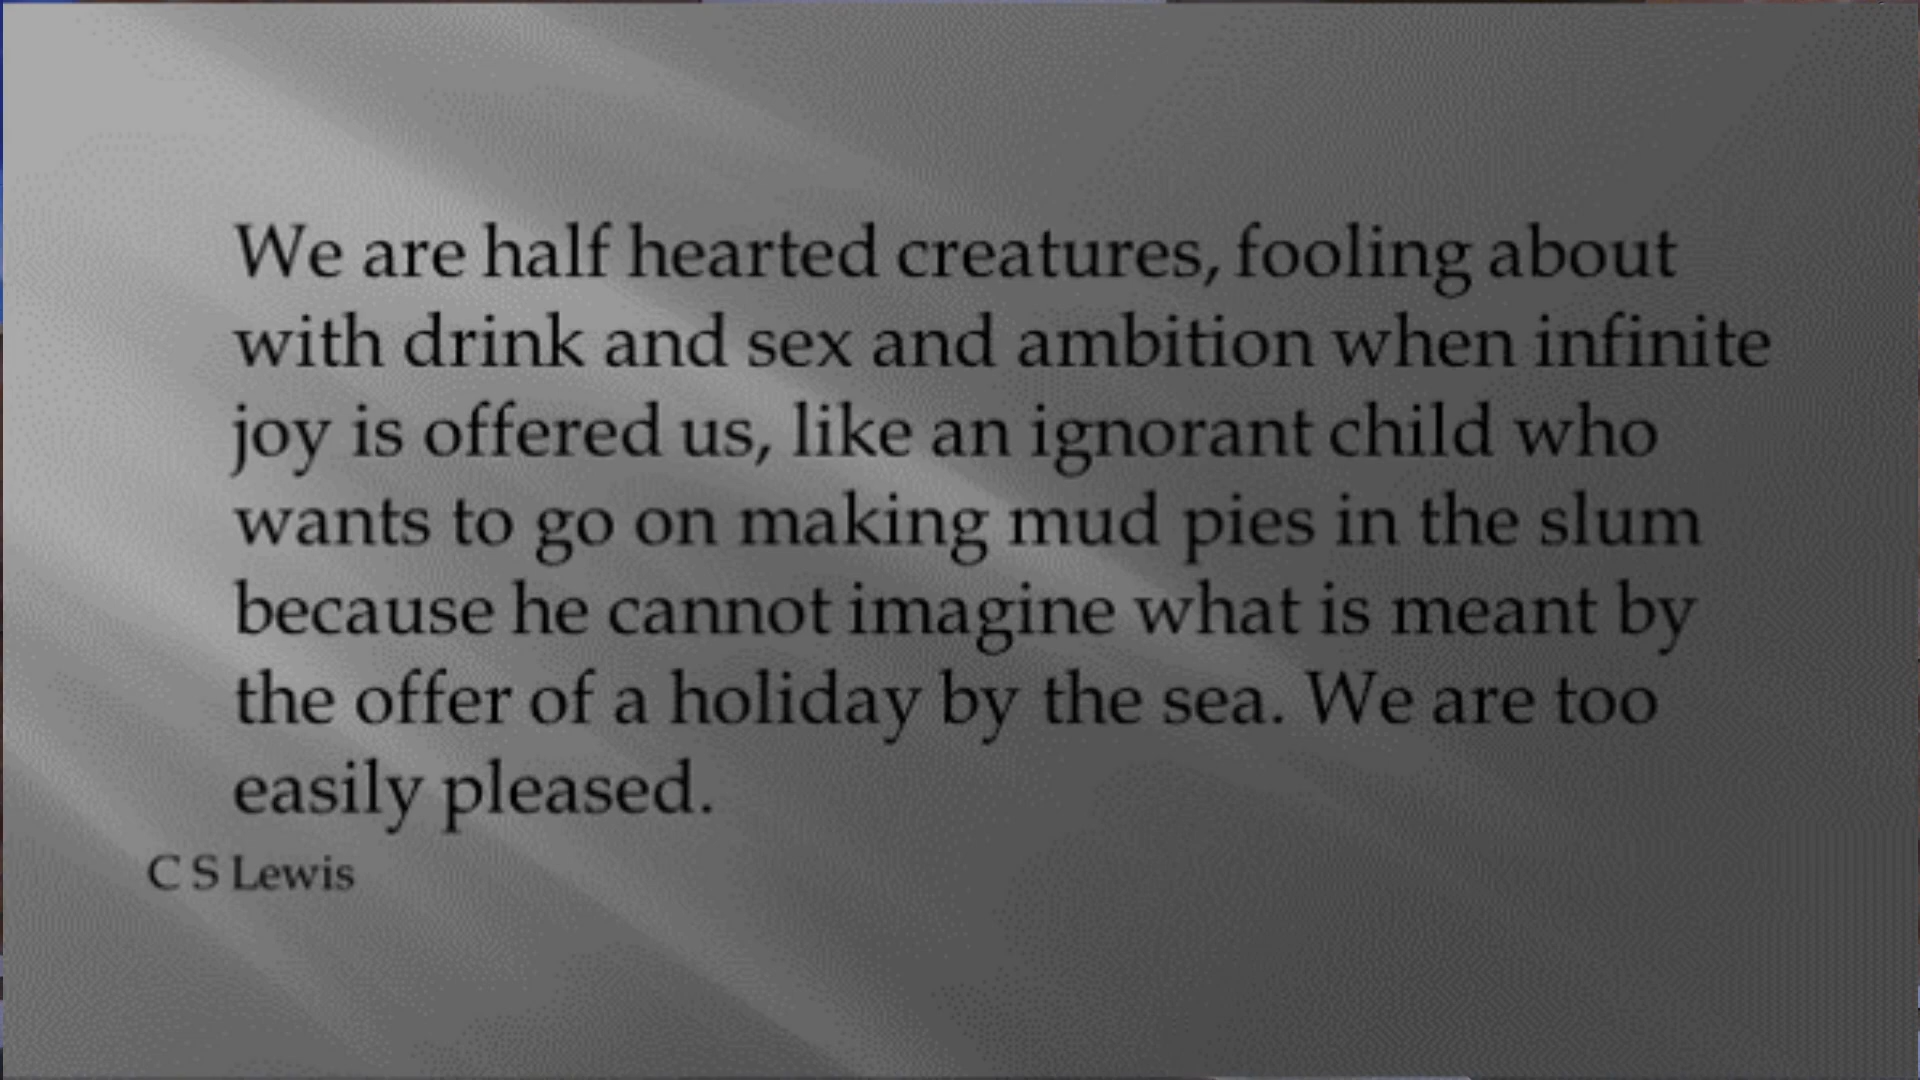 We are half hearted creatures, fooling about
with drink and sex and ambition when infinite
joy is offered us, like an ignorant child who
wants to go on making mud pies in the slum
because he cannot imagine what is meant by
the offer of a holiday by the sea. We are too
easily pleased.
C S Lewis